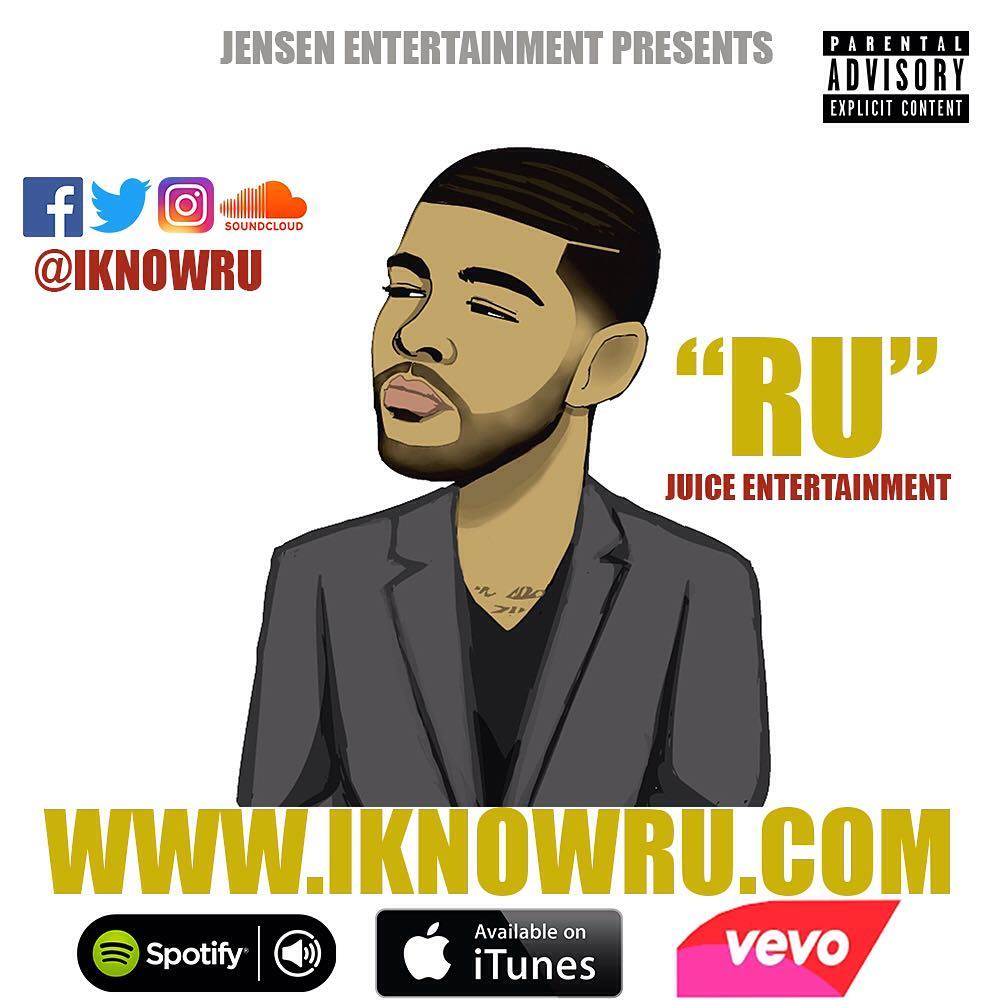 JENSEN ENTERTAINMENT PRESENTS
PARENTAL
ADVISORY
EXPLICIT CONTENT
SOUNDCLOUD
@IKNOWRU
“RU”
JUICE ENTERTAINMENT
WWW.IKNOWRU.COM
Spotify
Available on
iTunes
vevo